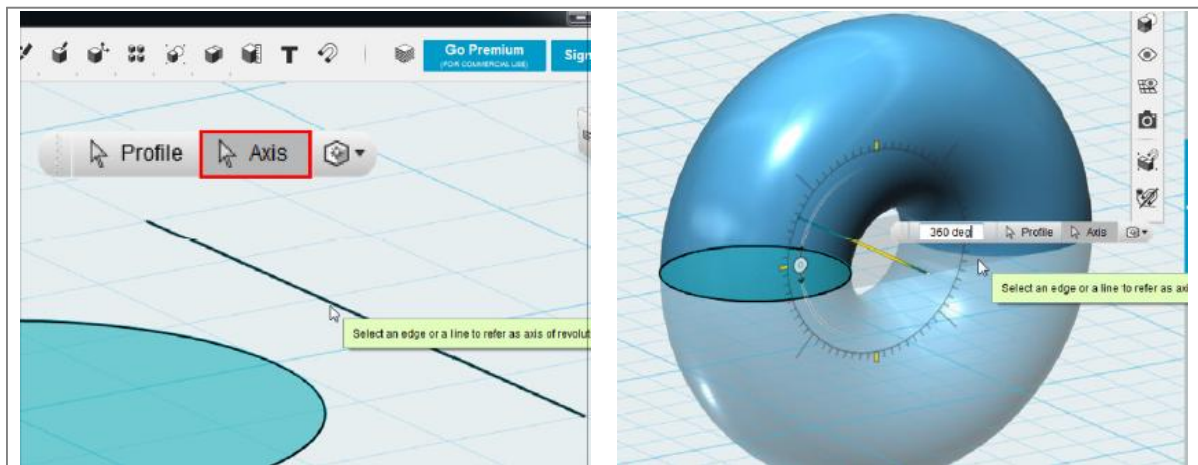 Go Premium
(FOR COMMERCIAL USE)
Sign
Profile
Axis
Select an edge or a line to refer as axis of revolut
360 deg
Profile
Axis
Select an edge or a line to refer as axi